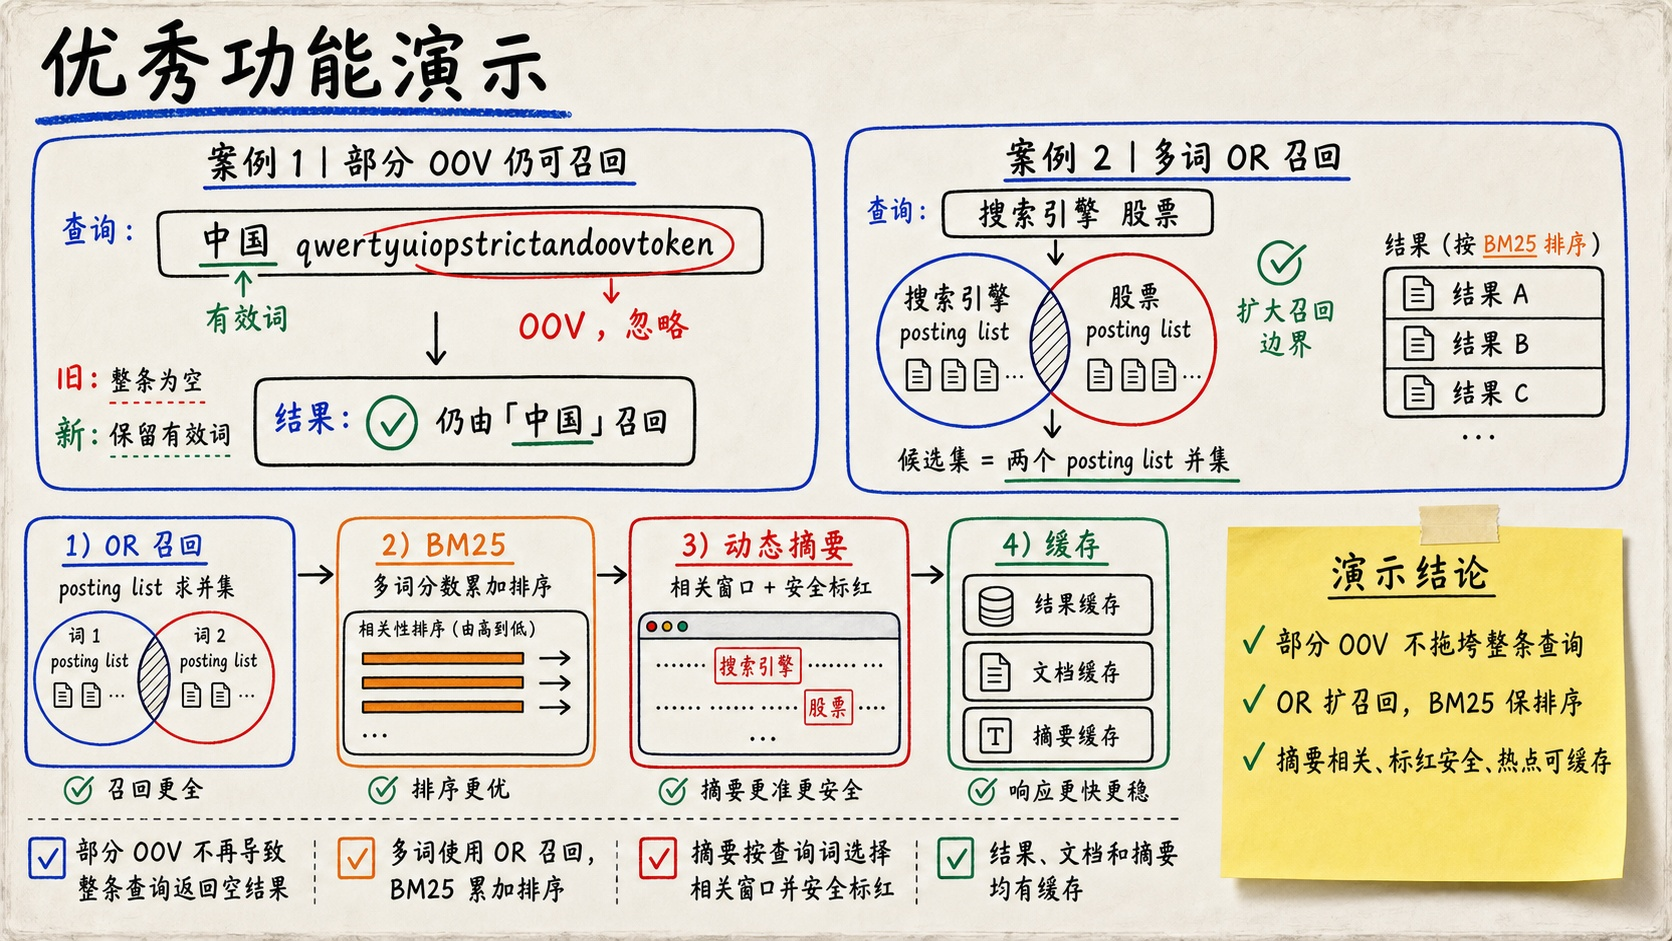 优秀功能演示
案例 1 | 部分 OOV 仍可召回
查询: 中国 qwertyuiopstrictandoovtoken
有效词
OOV，忽略
旧: 整条为空
新: 保留有效词
结果: 仍由「中国」召回
案例 2 | 多词 OR 召回
查询: 搜索引擎 股票
搜索引擎
posting list
...
股票
posting list
...
候选集 = 两个 posting list 并集
扩大召回
边界
结果 (按 BM25 排序)
结果 A
结果 B
结果 C
...
1) OR 召回
posting list 求并集
词 1
posting list
...
词 2
posting list
...
召回更全
2) BM25
多词分数累加排序
相关性排序 (由高到低)
...
排序更优
3) 动态摘要
相关窗口 + 安全标红
....... 搜索引擎 ....... ...
...... ...... ..... 股票 ....
...
摘要更准更安全
4) 缓存
结果缓存
文档缓存
T 摘要缓存
响应更快更稳
演示结论
✓ 部分 OOV 不拖垮整条查询
✓ OR 扩召回，BM25 保排序
✓ 摘要相关、标红安全、热点可缓存
部分 OOV 不再导致
整条查询返回空结果
多词使用 OR 召回，
BM25 累加排序
摘要按查询词选择
相关窗口并安全标红
结果、文档和摘要
均有缓存